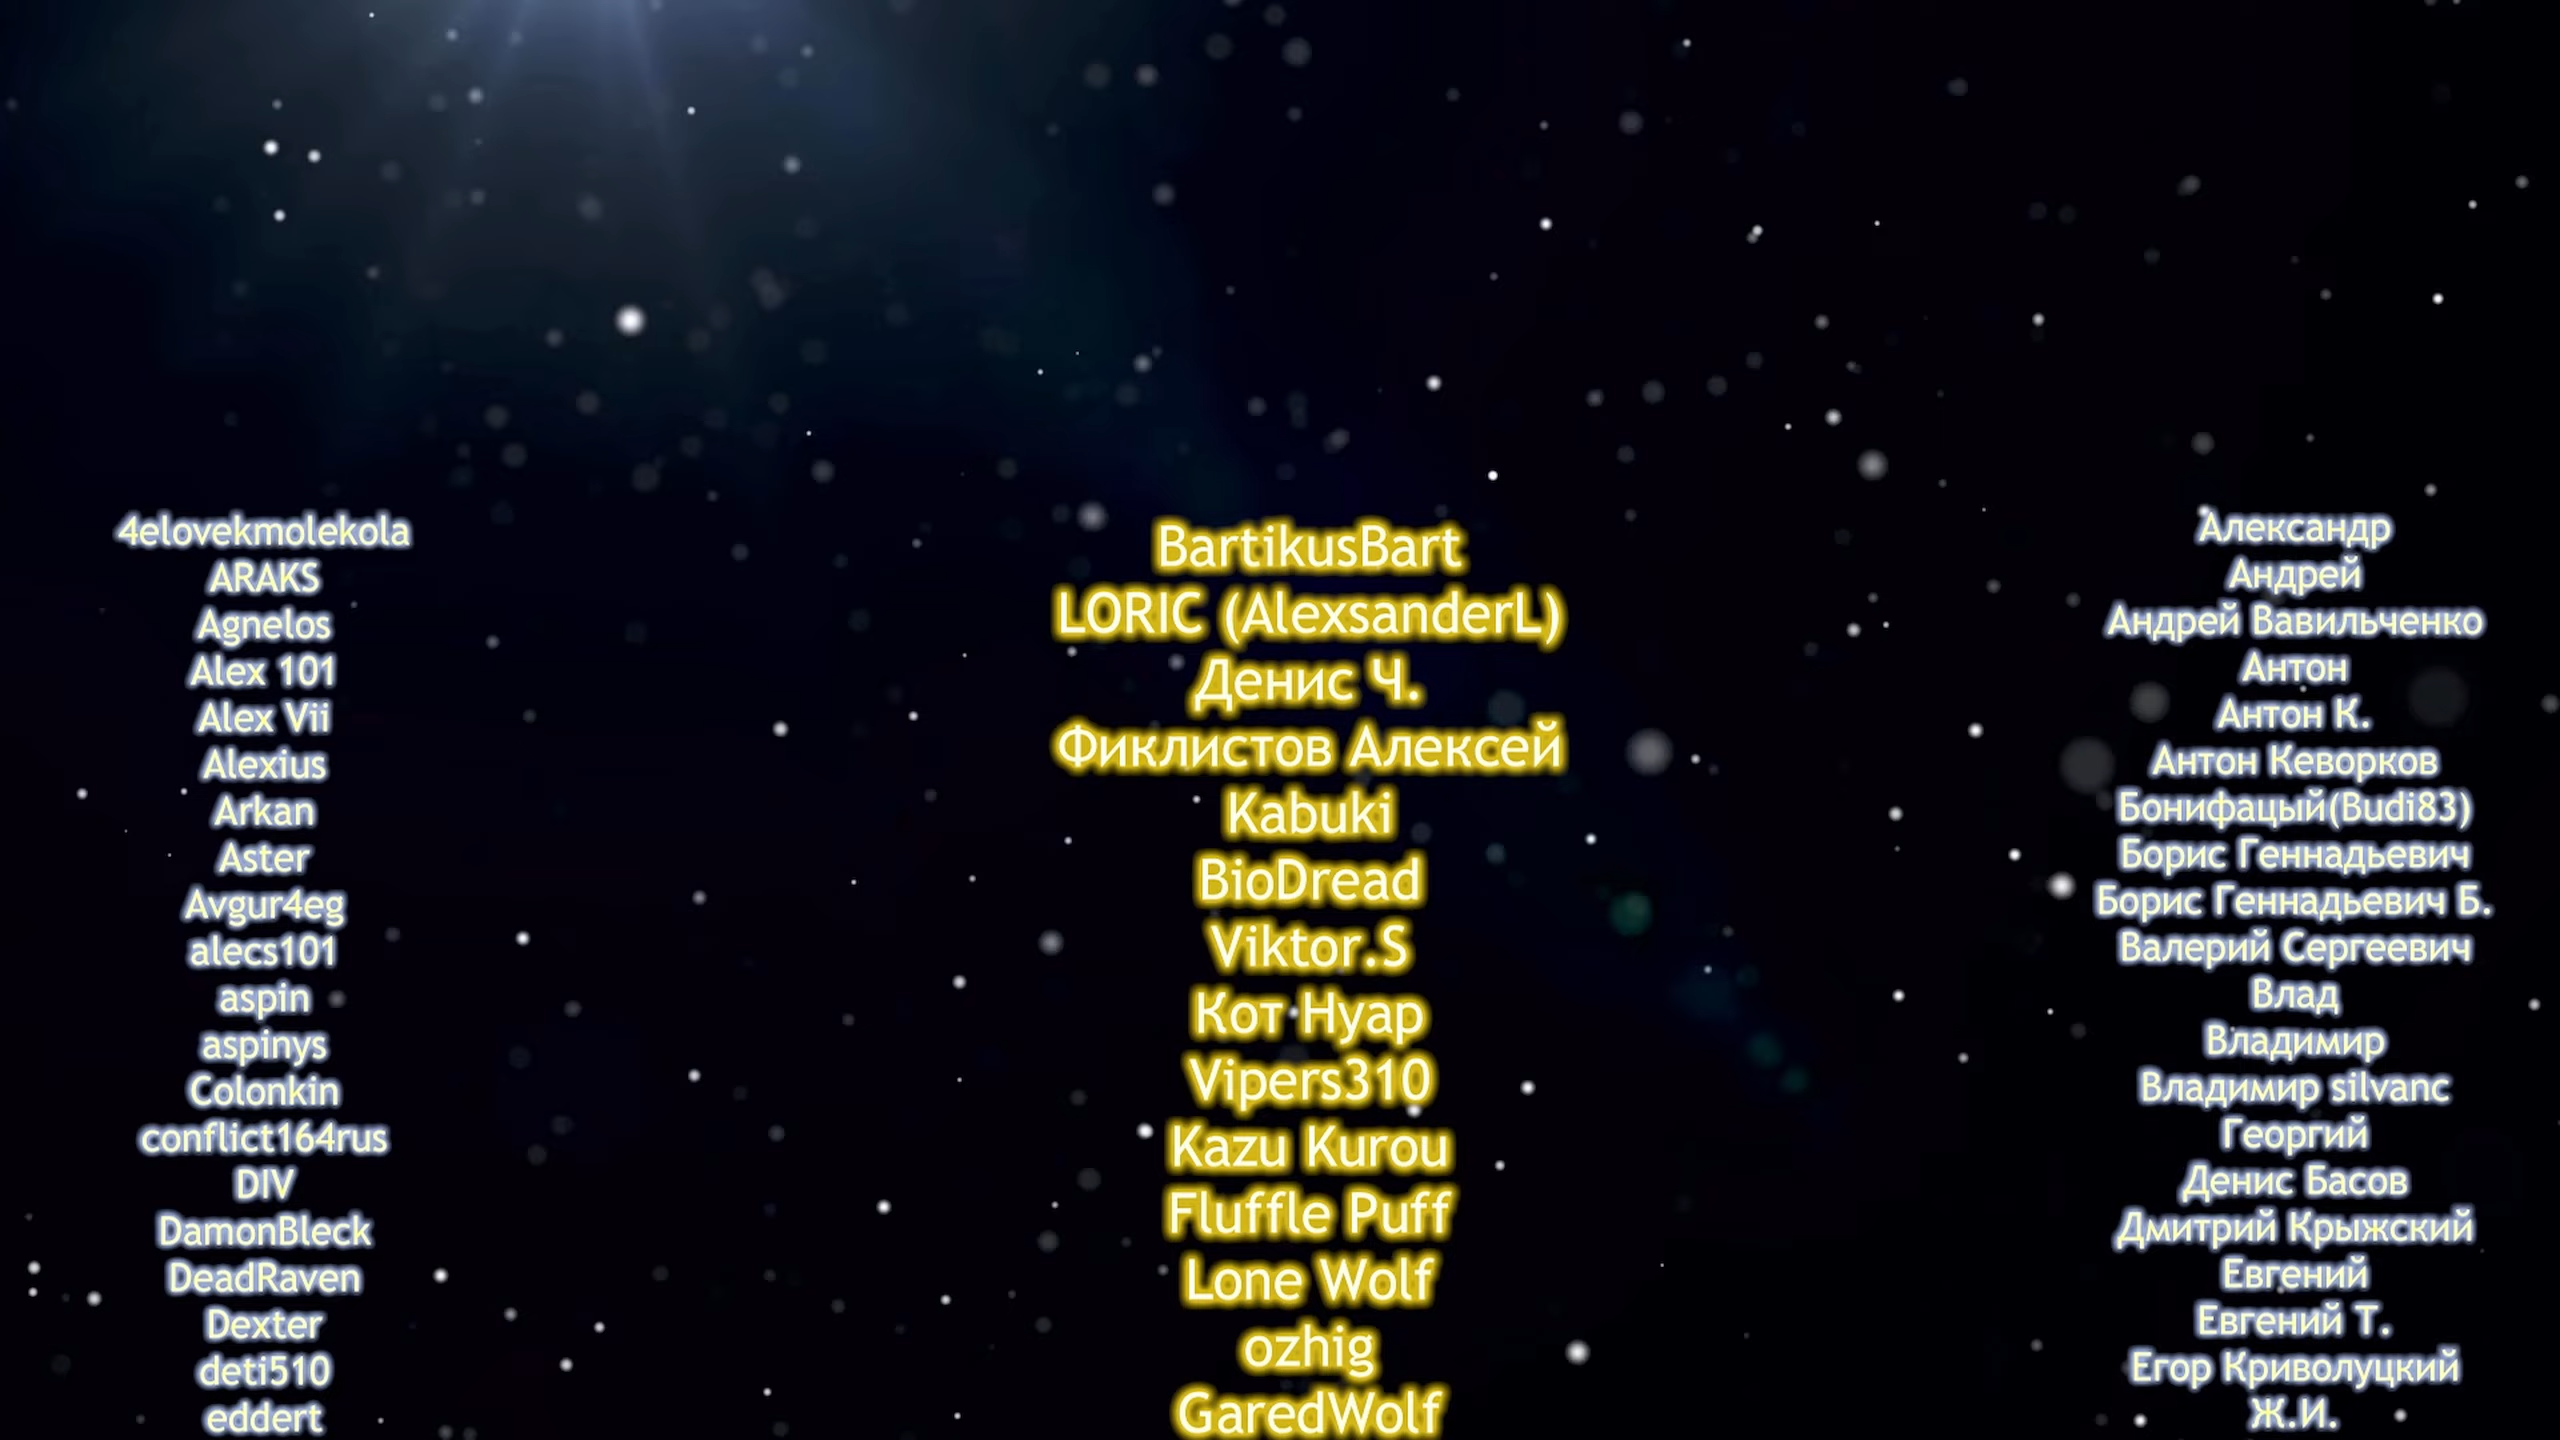 4elovekmolekola
ARAKS
Agnelos
Alex 101
Alex Vii
Alexius
Arkan
Aster
Avgur4eg
alecs101
aspin
aspinys
Colonkin
conflict164rus
DIV
DamonBleck
DeadRaven
Dexter
deti510
eddert
BartikusBart
LORIC (AlexsanderL)
Денис Ч.
Фиклистов Алексей
Kabuki
BioDread
Viktor.S
Кот Нуар
Vipers310
Kazu Kurou
Fluffle Puff
Lone Wolf
ozhig
GaredWolf
Александр
Андрей
Андрей Вавильченко
Антон
Антон К.
Антон Кеворков
Бонифацый(Budi83)
Борис Геннадьевич
Борис Геннадьевич Б.
Валерий Сергеевич
Влад
Владимир
Владимир silvanc
Георгий
Денис Басов
Дмитрий Крыжский
Евгений
Евгений Т.
Егор Криволуцкий
Ж.И.